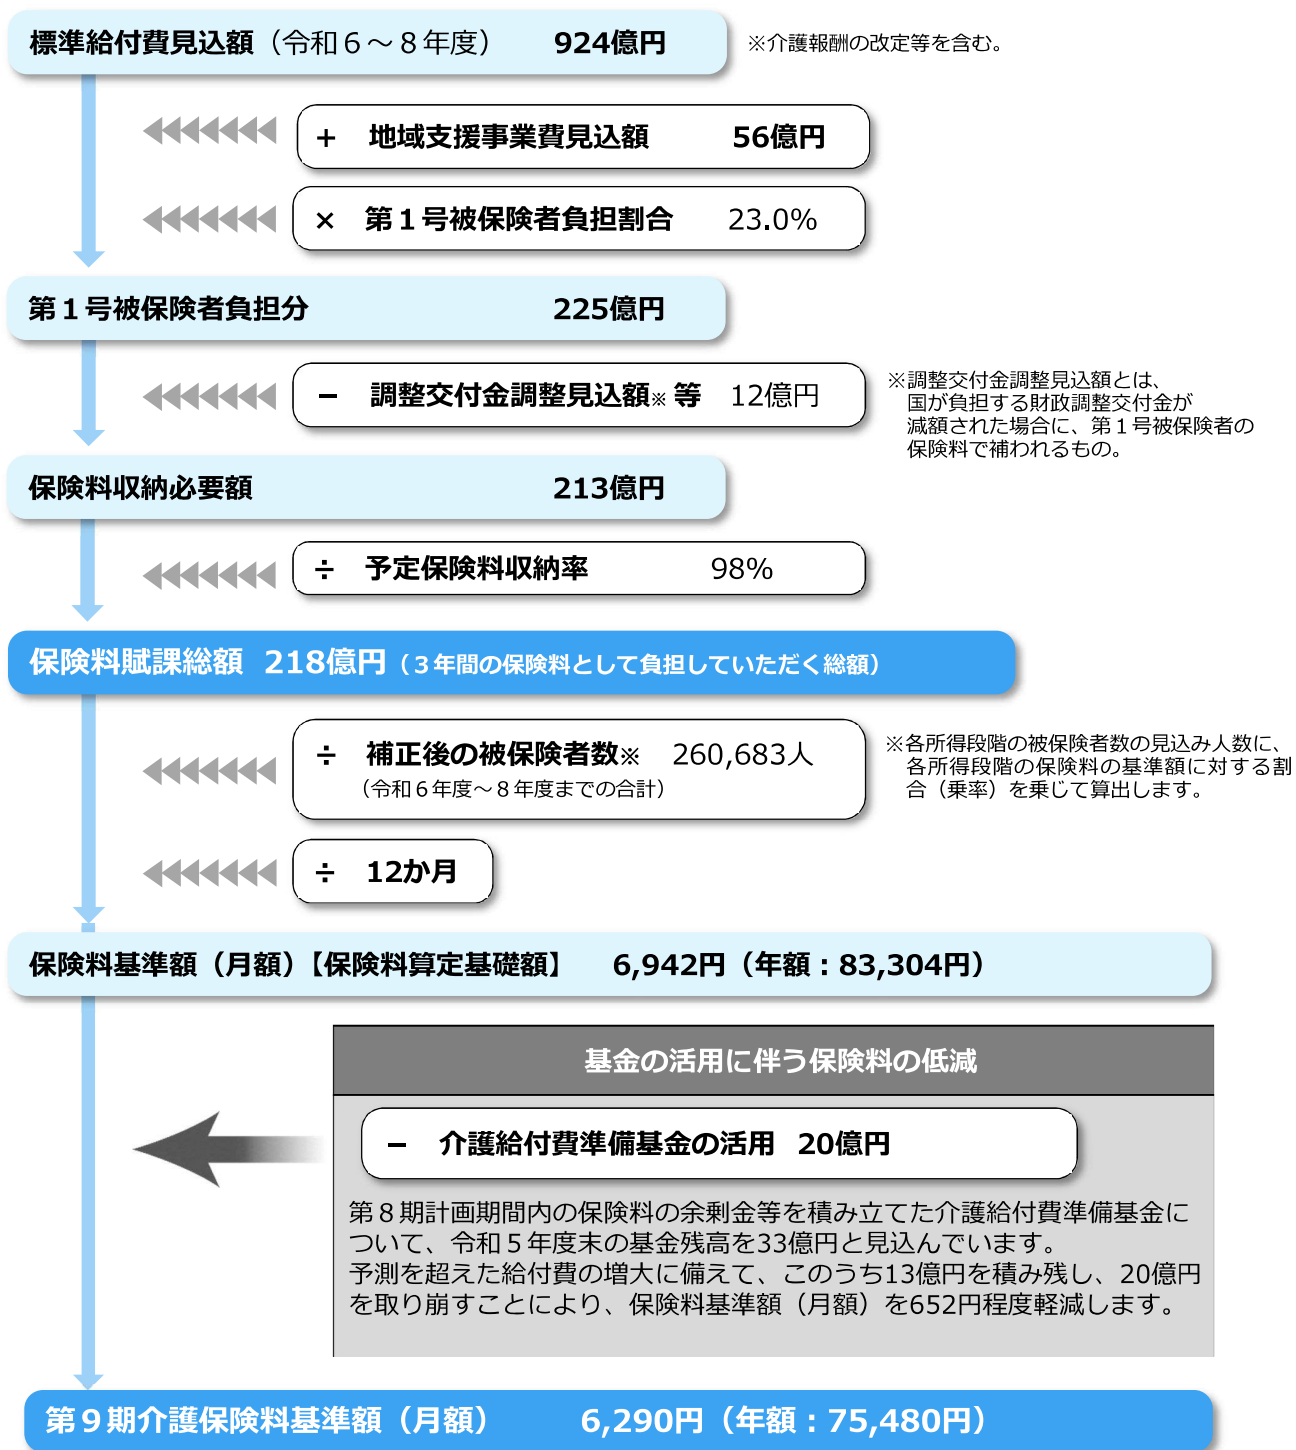 標準給付費見込額（令和６～８年度） 924億円 ※介護報酬の改定等を含む。
＋ 地域支援事業費見込額 56億円
× 第１号被保険者負担割合 23.0%
第１号被保険者負担分 225億円
－ 調整交付金調整見込額※ 等 12億円
※調整交付金調整見込額とは、
国が負担する財政調整交付金が
減額された場合に、第１号被保険者の
保険料で補われるもの。
保険料収納必要額 213億円
÷ 予定保険料収納率 98%
保険料賦課総額 218億円（３年間の保険料として負担していただく総額）
÷ 補正後の被保険者数※ 260,683人
（令和６年度～８年度までの合計）
※各所得段階の被保険者数の見込み人数に、
各所得段階の保険料の基準額に対する割
合（乗率）を乗じて算出します。
÷ 12か月
保険料基準額（月額）【保険料算定基礎額】 6,942円（年額：83,304円）
基金の活用に伴う保険料の低減
－ 介護給付費準備基金の活用 20億円
第８期計画期間内の保険料の余剰金等を積み立てた介護給付費準備基金に
ついて、令和５年度末の基金残高を33億円と見込んでいます。
予測を超えた給付費の増大に備えて、このうち13億円を積み残し、20億円
を取り崩すことにより、保険料基準額（月額）を652円程度軽減します。
第９期介護保険料基準額（月額） 6,290円（年額：75,480円）